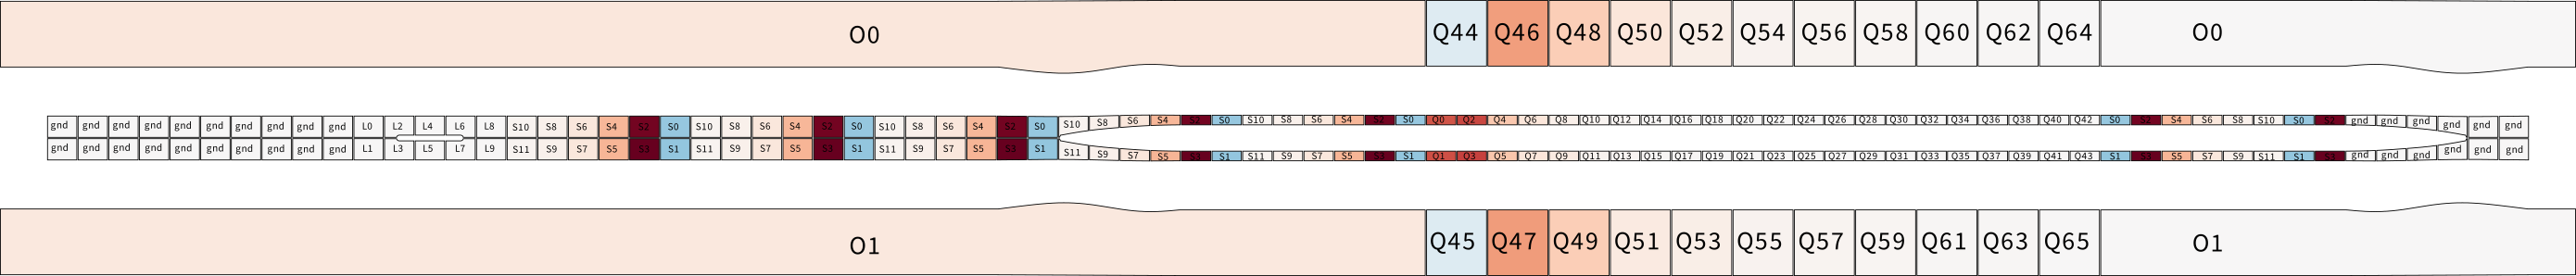 O0 Q44 Q46 Q48 Q50 Q52 Q54 Q56 Q58 Q60 Q62 Q64 O0
gnd gnd gnd gnd gnd gnd gnd gnd gnd gnd L0 L2 L4 L6 L8 S10 S8 S6 S4 S2 S0 S10 S8 S6 S4 S2 S0 S10 S8 S6 S4 S2 S0 S10 S8 S6 S4 S2 S0 S10 S8 S6 S4 S2 S0 Q0 Q2 Q4 Q6 Q8 Q10 Q12 Q14 Q16 Q18 Q20 Q22 Q24 Q26 Q28 Q30 Q32 Q34 Q36 Q38 Q40 Q42 S0 S2 S4 S6 S8 S10 S0 S2 gnd gnd gnd gnd gnd gnd
gnd gnd gnd gnd gnd gnd gnd gnd gnd gnd L1 L3 L5 L7 L9 S11 S9 S7 S5 S3 S1 S11 S9 S7 S5 S3 S1 S11 S9 S7 S5 S3 S1 S11 S9 S7 S5 S3 S1 S11 S9 S7 S5 S3 S1 Q1 Q3 Q5 Q7 Q9 Q11 Q13 Q15 Q17 Q19 Q21 Q23 Q25 Q27 Q29 Q31 Q33 Q35 Q37 Q39 Q41 Q43 S1 S3 S5 S7 S9 S11 S1 S3 gnd gnd gnd gnd gnd gnd
O1 Q45 Q47 Q49 Q51 Q53 Q55 Q57 Q59 Q61 Q63 Q65 O1